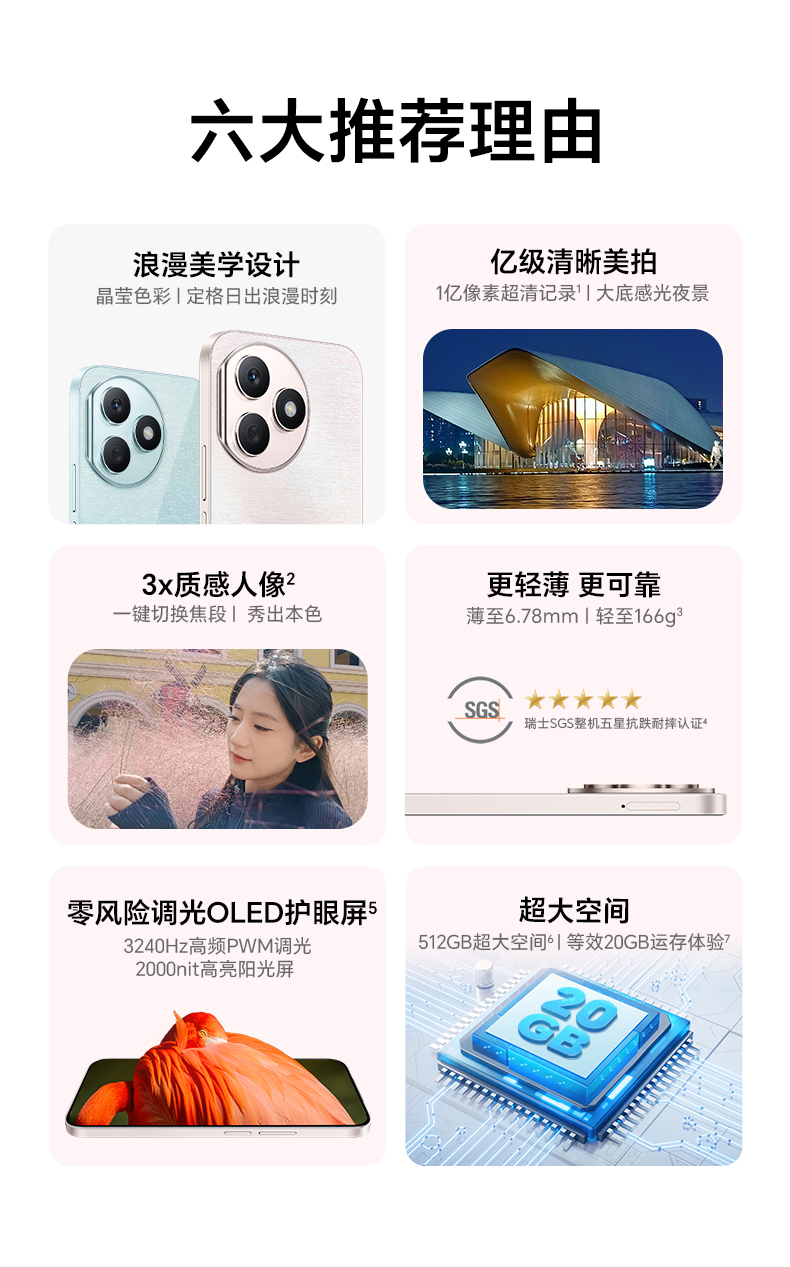 六大推荐理由
浪漫美学设计
晶莹色彩 | 定格日出浪漫时刻
亿级清晰美拍
1亿像素超清记录¹ | 大底感光夜景
3x质感人像²
一键切换焦段 | 秀出本色
更轻薄 更可靠
薄至6.78mm | 轻至166g³
SGS
瑞士SGS整机五星抗跌耐摔认证⁴
零风险调光OLED护眼屏⁵
3240Hz高频PWM调光
2000nit高亮阳光屏
超大空间
512GB超大空间⁶ | 等效20GB运存体验⁷
20
GB